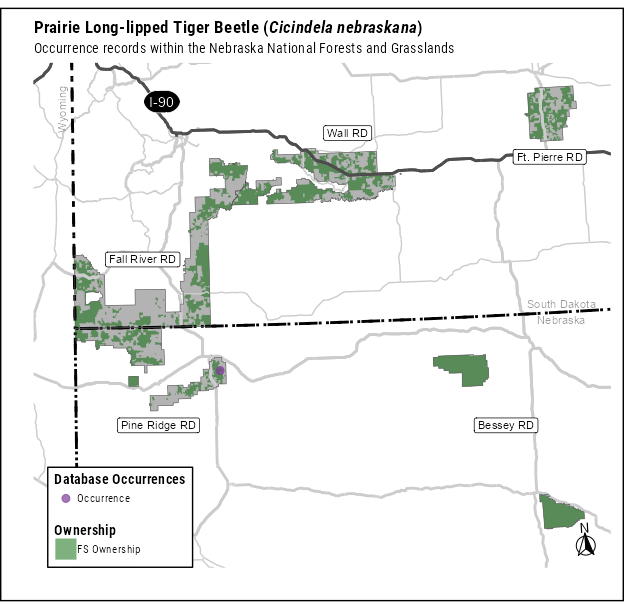 Prairie Long-lipped Tiger Beetle (Cicindela nebraskana)
Occurrence records within the Nebraska National Forests and Grasslands
Wyoming
I-90
Wall RD
Ft. Pierre RD
Fall River RD
South Dakota
Nebraska
Pine Ridge RD
Bessey RD
Database Occurrences
Occurrence
Ownership
FS Ownership
N